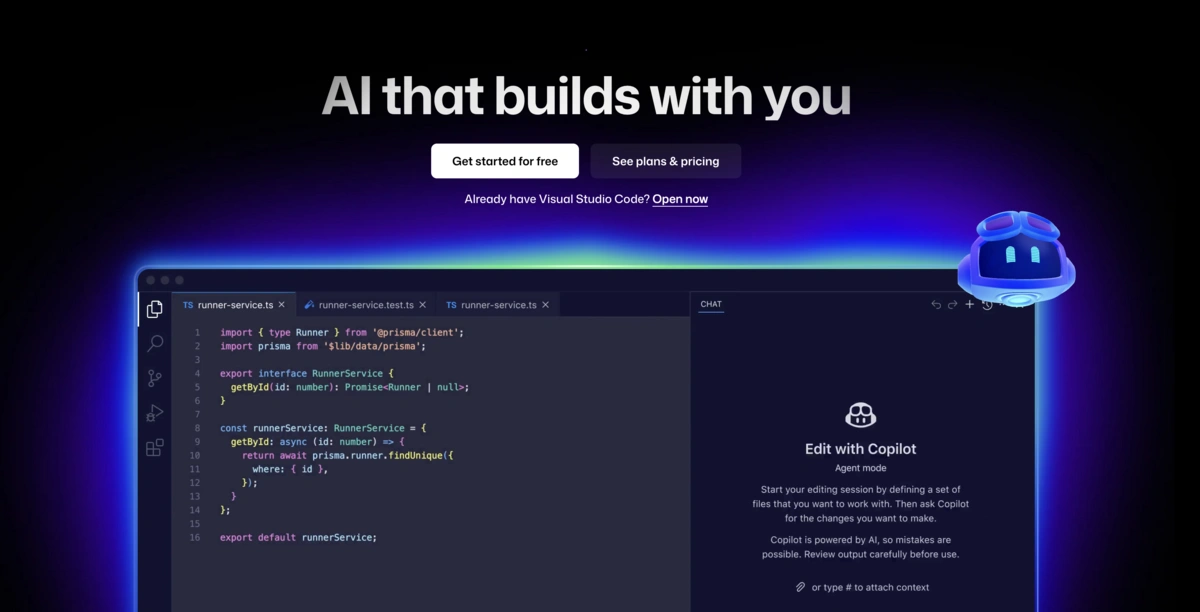 AI that builds with you
Get started for free
See plans & pricing
Already have Visual Studio Code? Open now
TS runner-service.ts
runner-service.test.ts
TS runner-service.ts
CHAT
1 import { type Runner } from '@prisma/client';
2 import prisma from '$lib/data/prisma';
3
4 export interface RunnerService {
5   getById(id: number): Promise<Runner | null>;
6 }
7
8 const runnerService: RunnerService = {
9   getById: async (id: number) => {
10     return await prisma.runner.findUnique({
11       where: { id },
12     });
13   }
14 };
15
16 export default runnerService;
Edit with Copilot
Agent mode
Start your editing session by defining a set of
files that you want to work with. Then ask Copilot
for the changes you want to make.
Copilot is powered by AI, so mistakes are
possible. Review output carefully before use.
or type # to attach context